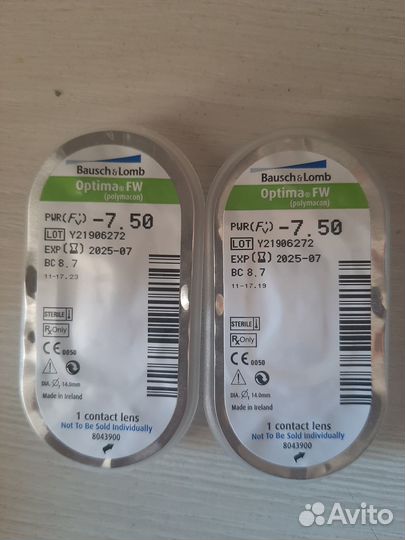 Bausch & Lomb
Optima® FW
(polymacon)
PWR (Fv) -7.50
LOT Y21906272
EXP 2025-07
BC 8.7
11-17.23
STERILE
Rx Only
CE 0050
DIA. 14.0mm
Made in Ireland
1 contact lens
Not To Be Sold Individually
8043900
Bausch & Lomb
Optima® FW
(polymacon)
PWR (Fv) -7.50
LOT Y21906272
EXP 2025-07
BC 8.7
11-17.19
STERILE
Rx Only
CE 0050
DIA. 14.0mm
Made in Ireland
1 contact lens
Not To Be Sold Individually
8043900
Avito